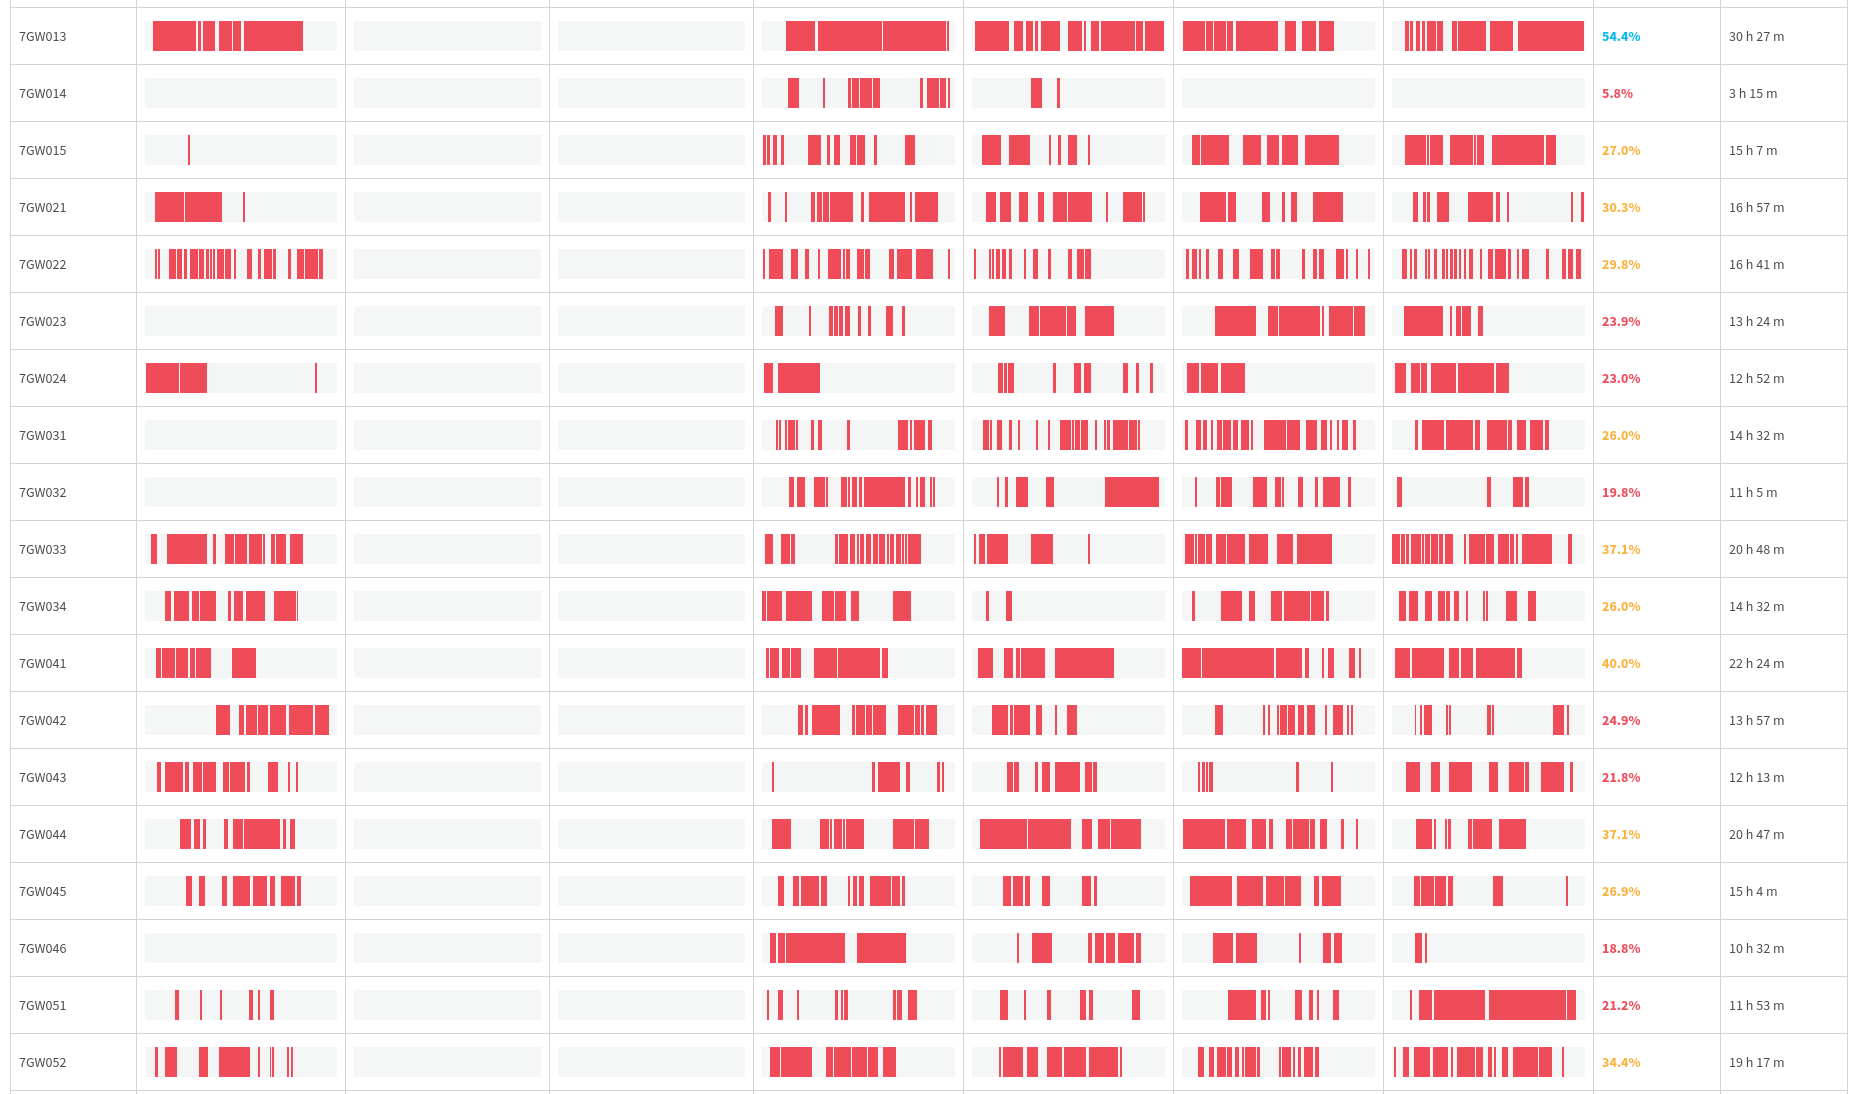 7GW013 54.4% 30 h 27 m
7GW014 5.8% 3 h 15 m
7GW015 27.0% 15 h 7 m
7GW021 30.3% 16 h 57 m
7GW022 29.8% 16 h 41 m
7GW023 23.9% 13 h 24 m
7GW024 23.0% 12 h 52 m
7GW031 26.0% 14 h 32 m
7GW032 19.8% 11 h 5 m
7GW033 37.1% 20 h 48 m
7GW034 26.0% 14 h 32 m
7GW041 40.0% 22 h 24 m
7GW042 24.9% 13 h 57 m
7GW043 21.8% 12 h 13 m
7GW044 37.1% 20 h 47 m
7GW045 26.9% 15 h 4 m
7GW046 18.8% 10 h 32 m
7GW051 21.2% 11 h 53 m
7GW052 34.4% 19 h 17 m